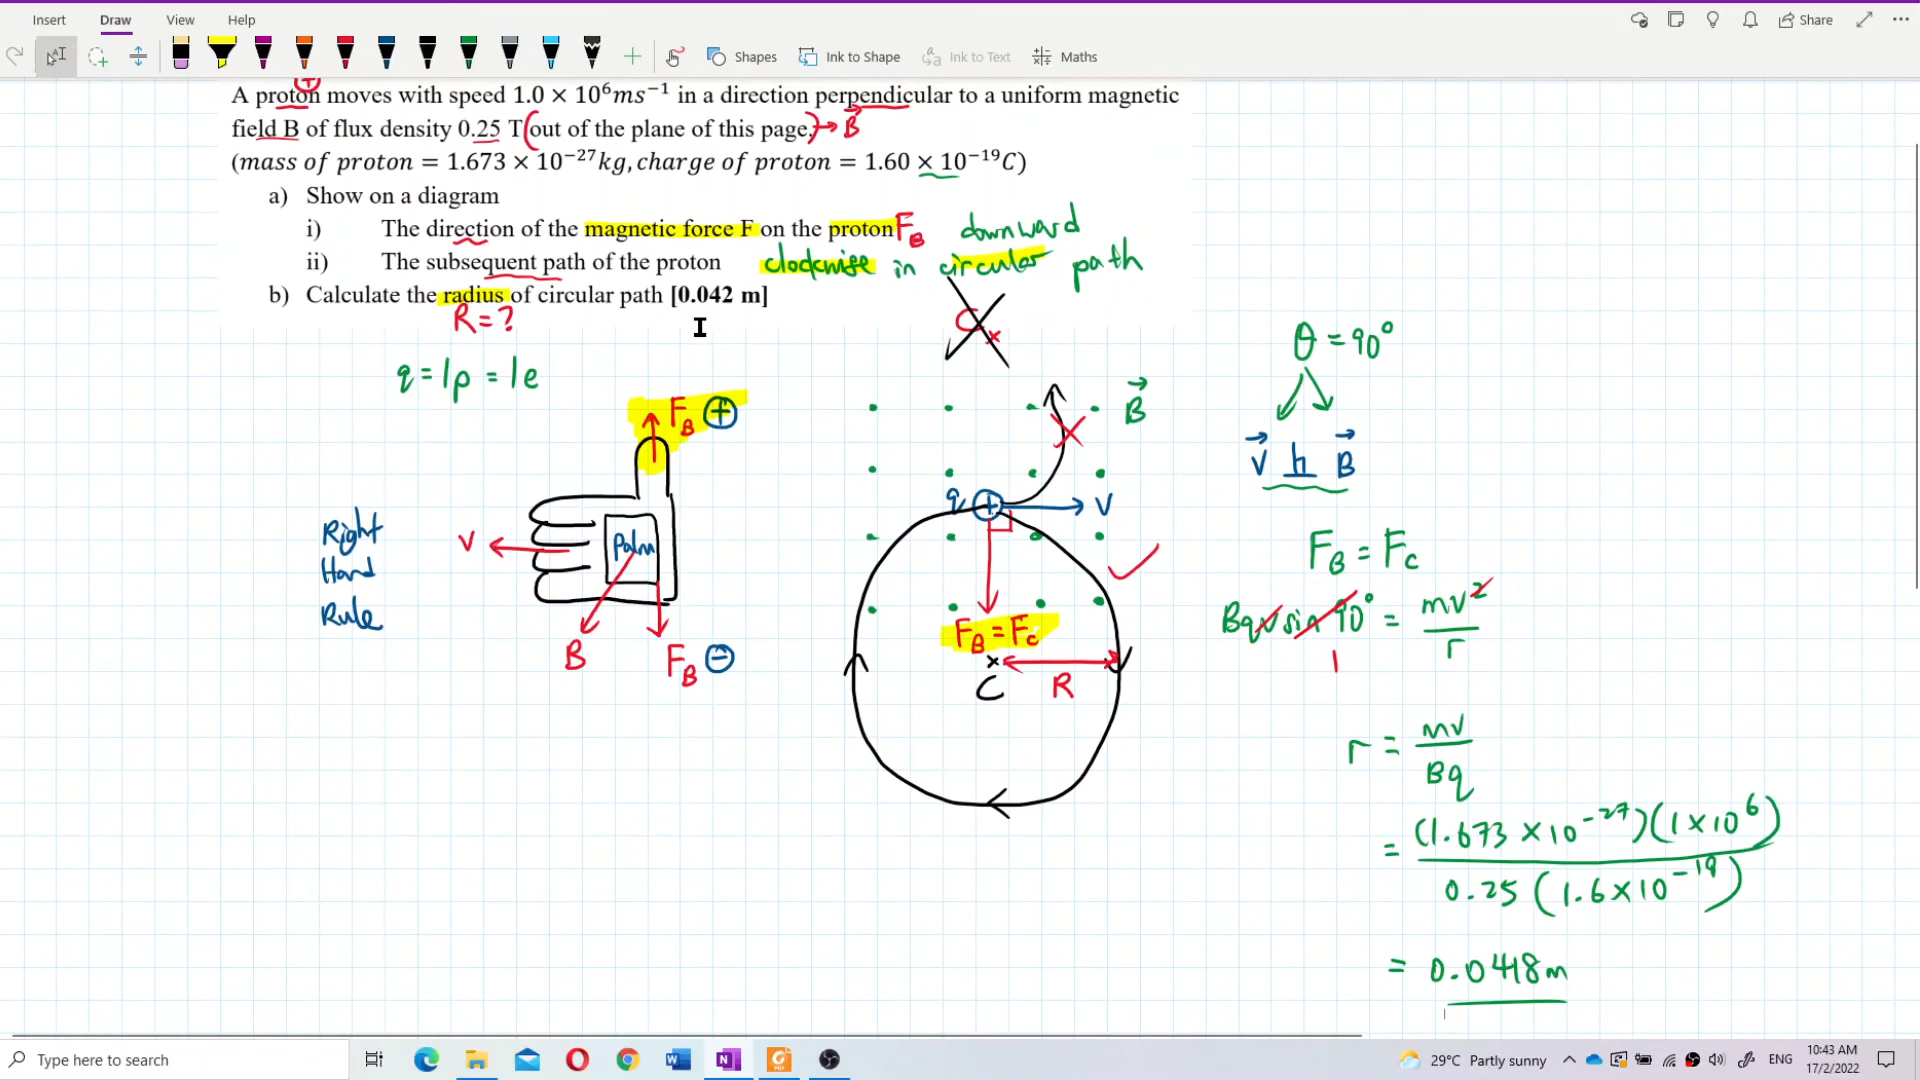 Insert Draw View Help
Share
Shapes Ink to Shape Ink to Text Maths
+
A proton moves with speed 1.0 × 10⁶ms⁻¹ in a direction perpendicular to a uniform magnetic
field B of flux density 0.25 T (out of the plane of this page.) → B⃗
(mass of proton = 1.673 × 10⁻²⁷kg, charge of proton = 1.60 × 10⁻¹⁹C)
a) Show on a diagram
i) The direction of the magnetic force F on the proton F_B downward
ii) The subsequent path of the proton clockwise in circular path
b) Calculate the radius of circular path [0.042 m]
R = ?
C x
θ = 90°
q = 1p = 1e
F_B +
B⃗
V⃗ h B⃗
q + V
Right
Hand
Rule
V
Palm
F_B = F_C
Bqv sin 90° = mv²/r
1
F_B = F_C
B
F_B −
x
C
R
r = mv/Bq
= (1.673 × 10⁻²⁷)(1 × 10⁶)
0.25 (1.6 × 10⁻¹⁹)
= 0.0418m
Type here to search
29°C Partly sunny
ENG
10:43 AM
17/2/2022